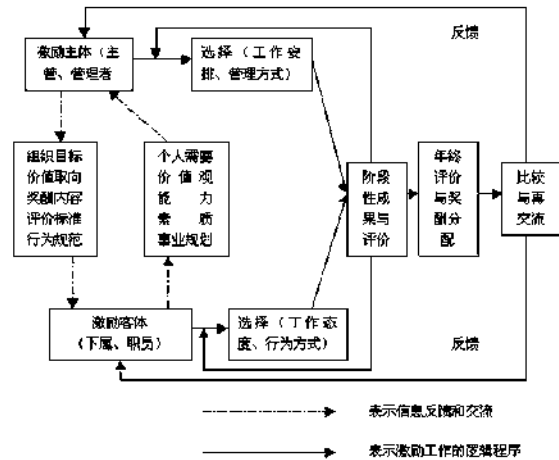 反馈
激励主体（主
管、管理者
选择（工作安
排、管理方式）
组织目标
价值取向
奖酬内容
评价标准
行为规范
个人需要
价值观
能力
素质
事业规划
阶段
性成
果与
评价
年终
评价
与奖
酬分
配
比较
与再
交流
激励客体
（下属、职员）
选择（工作态
度、行为方式）
反馈
表示信息反馈和交流
表示激励工作的逻辑程序